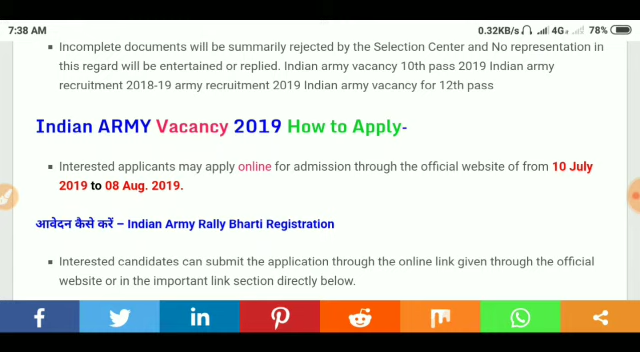 7:38 AM 0.32KB/s 4G 78%
Incomplete documents will be summarily rejected by the Selection Center and No representation in
this regard will be entertained or replied. Indian army vacancy 10th pass 2019 Indian army
recruitment 2018-19 army recruitment 2019 Indian army vacancy for 12th pass
Indian ARMY Vacancy 2019 How to Apply-
Interested applicants may apply online for admission through the official website of from 10 July
2019 to 08 Aug. 2019.
आवेदन कैसे करें – Indian Army Rally Bharti Registration
Interested candidates can submit the application through the online link given through the official
website or in the important link section directly below.